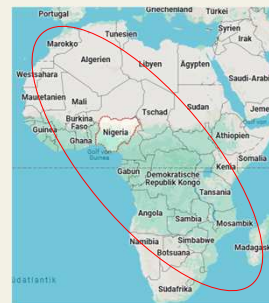 Griechenland
Portugal
Türkei
Syrien
Marokko
Tunesien
Irak
Algerien
Libyen
Ägypten
Westsahara
Saudi-Arabi
Mauretanien
Mali
Tschad
Sudan
Jeme
Burkina
Faso
Guinea
Nigeria
Ghana
Äthiopien
Golf von
Guinea
Somalia
Gabun
Kenia
Demokratische
Republik Kongo
Tansania
Angola
Sambia
Mosambik
Simbabwe
Namibia
Madagask
Botsuana
üdatlantik
Südafrika